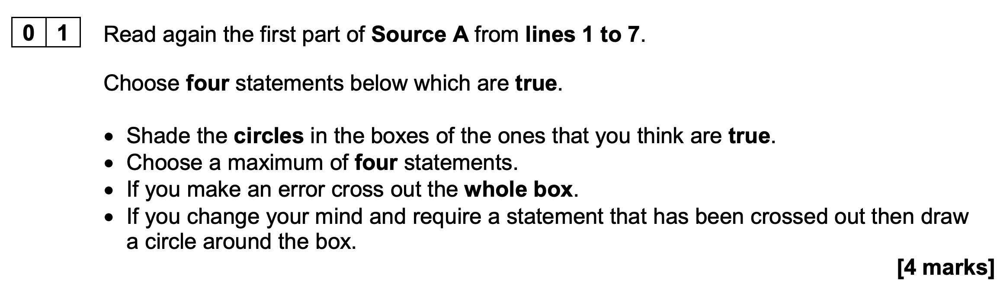 0 1 Read again the first part of Source A from lines 1 to 7.
Choose four statements below which are true.
• Shade the circles in the boxes of the ones that you think are true.
• Choose a maximum of four statements.
• If you make an error cross out the whole box.
• If you change your mind and require a statement that has been crossed out then draw
a circle around the box.
[4 marks]